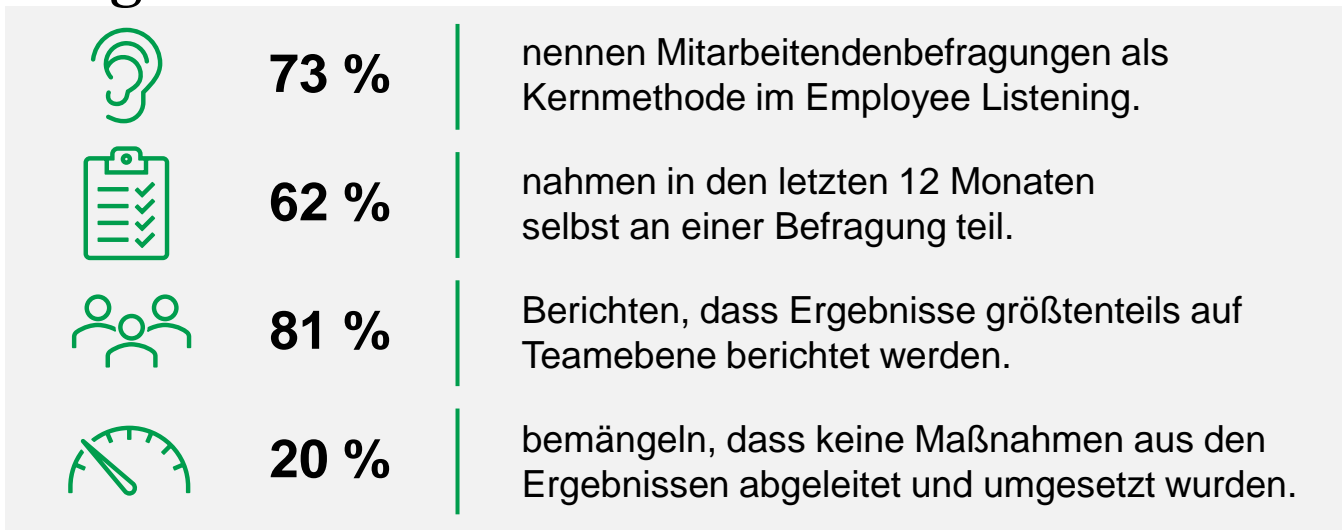 73 %
nennen Mitarbeitendenbefragungen als
Kernmethode im Employee Listening.
62 %
nahmen in den letzten 12 Monaten
selbst an einer Befragung teil.
81 %
Berichten, dass Ergebnisse größtenteils auf
Teamebene berichtet werden.
20 %
bemängeln, dass keine Maßnahmen aus den
Ergebnissen abgeleitet und umgesetzt wurden.